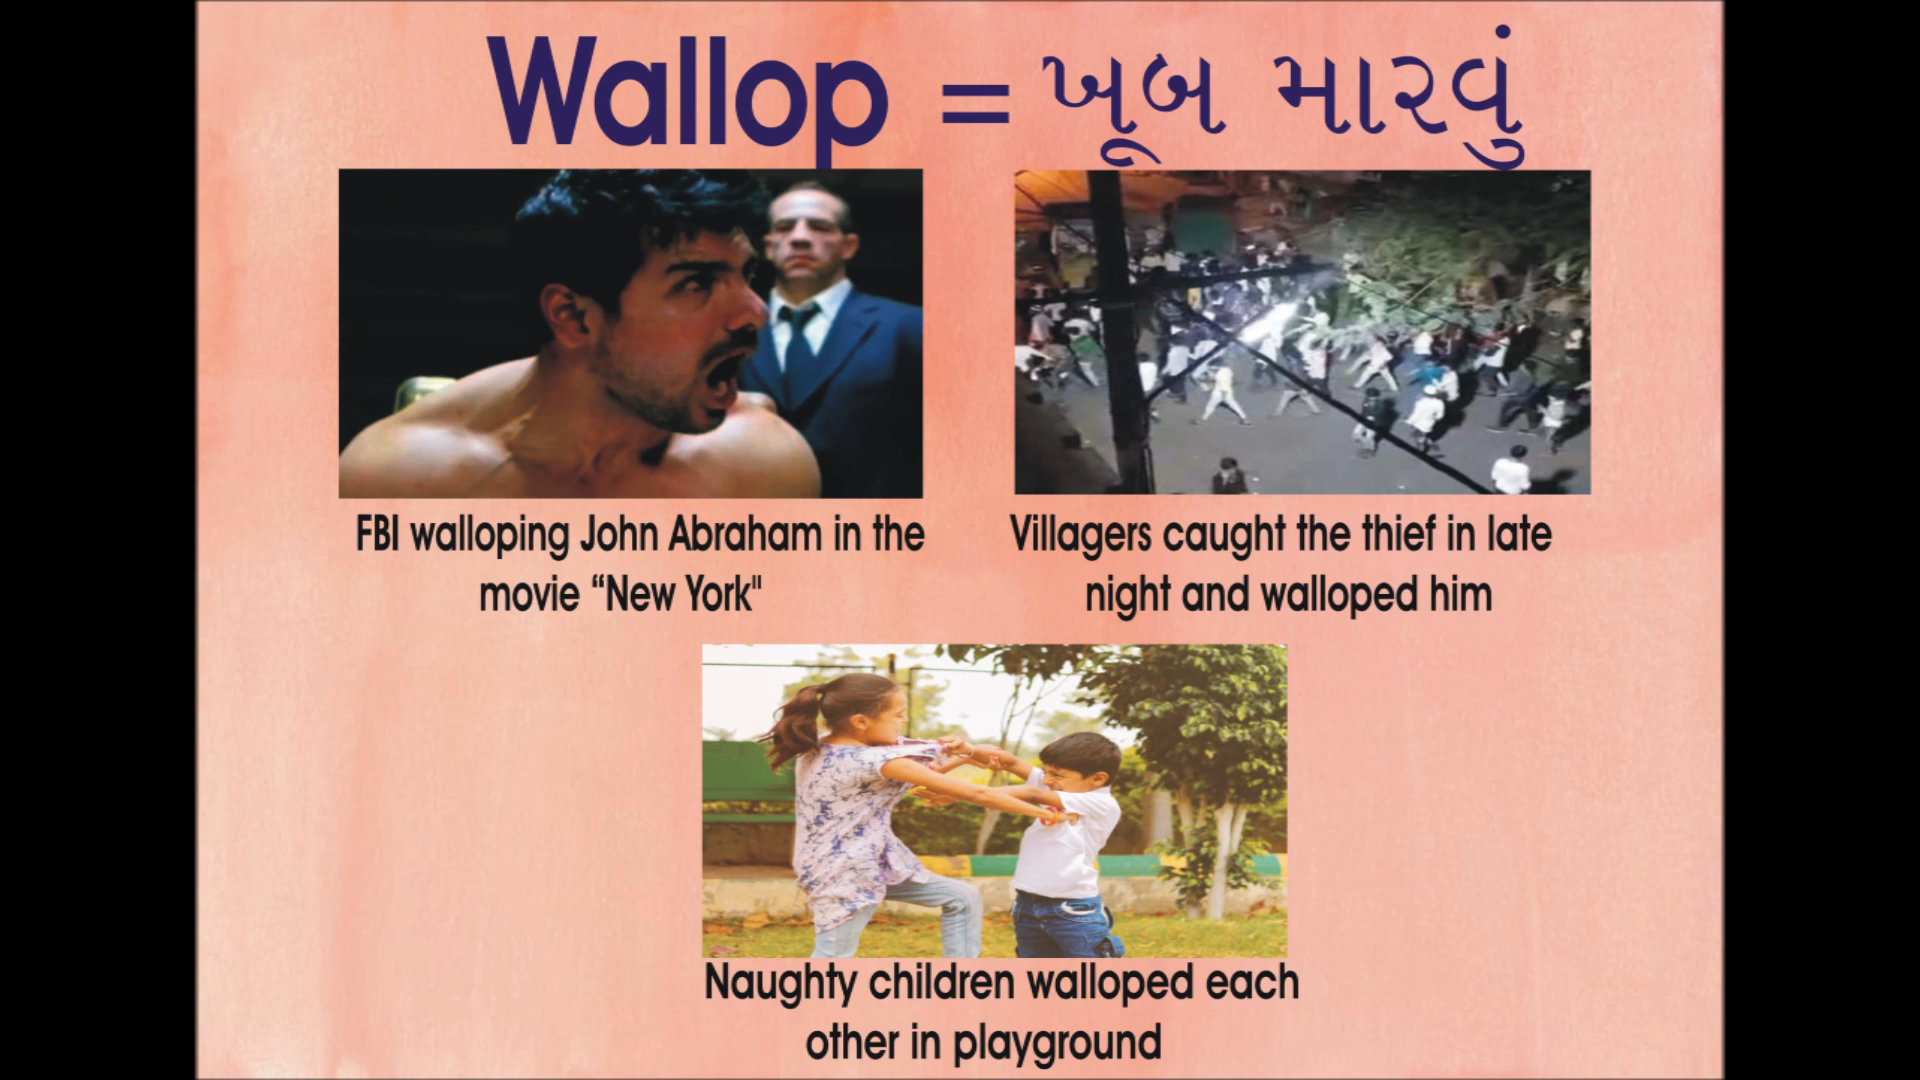 Wallop = ખૂબ મારવું
FBI walloping John Abraham in the
movie “New York"
Villagers caught the thief in late
night and walloped him
Naughty children walloped each
other in playground